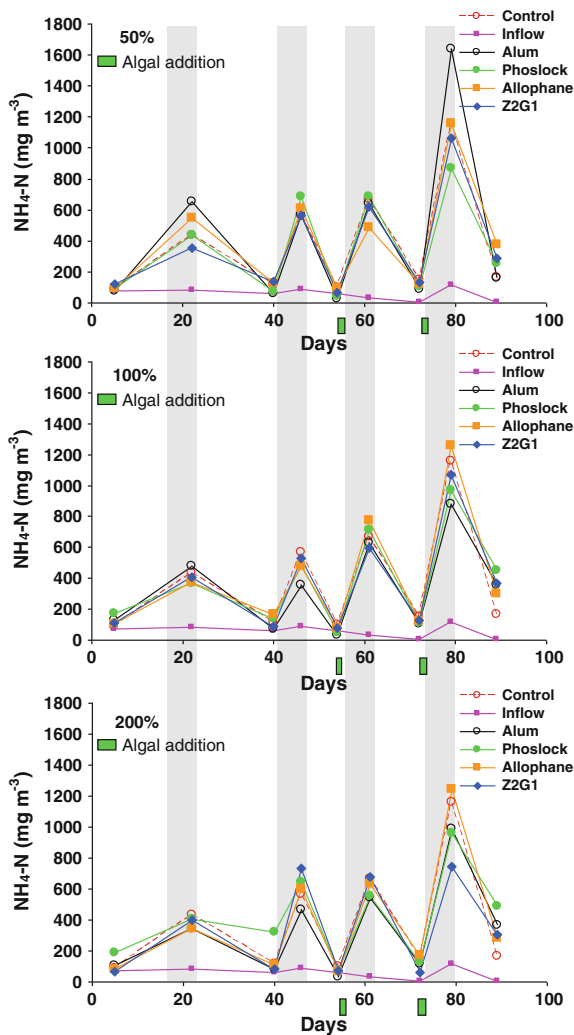 50%
Algal addition
Control
Inflow
Alum
Phoslock
Allophane
Z2G1
NH4-N (mg m-3)
1800
1600
1400
1200
1000
800
600
400
200
0
0 20 40 60 80 100
Days
100%
Algal addition
Control
Inflow
Alum
Phoslock
Allophane
Z2G1
NH4-N (mg m-3)
1800
1600
1400
1200
1000
800
600
400
200
0
0 20 40 60 80 100
Days
200%
Algal addition
Control
Inflow
Alum
Phoslock
Allophane
Z2G1
NH4-N (mg m-3)
1800
1600
1400
1200
1000
800
600
400
200
0
0 20 40 60 80 100
Days